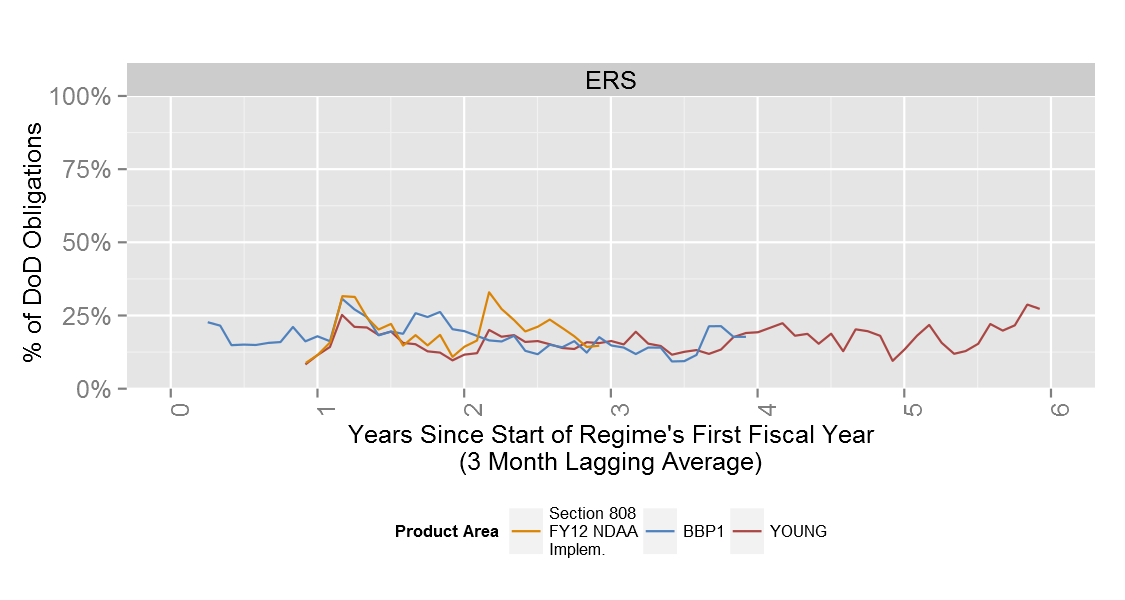 ERS
100%
75%
50%
25%
0%
% of DoD Obligations
0
1
2
3
4
5
6
Years Since Start of Regime's First Fiscal Year
(3 Month Lagging Average)
Product Area
Section 808
FY12 NDAA
Implem.
BBP1
YOUNG